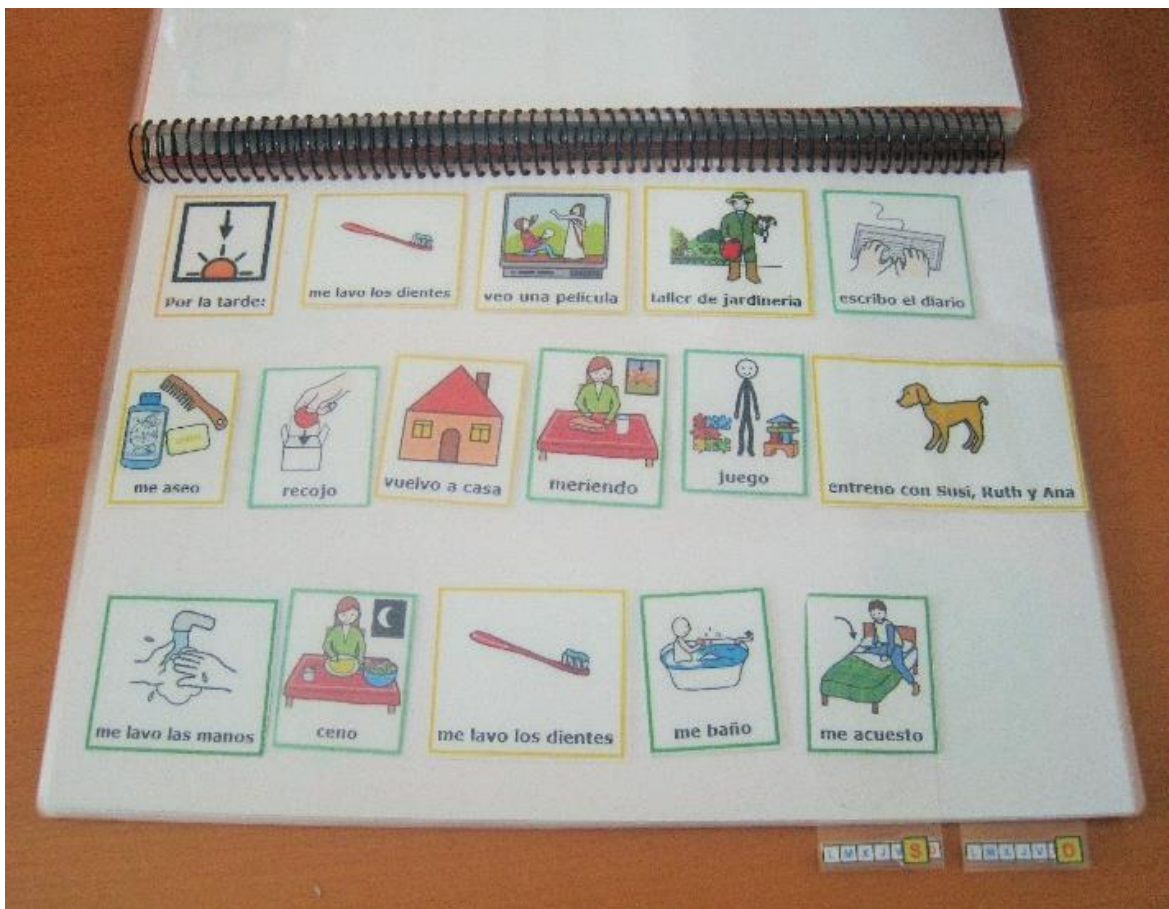 Por la tarde:
me lavo los dientes
veo una película
taller de jardinería
escribo el diario
me aseo
recojo
vuelvo a casa
meriendo
juego
entreno con Susi, Ruth y Ana
me lavo las manos
ceno
me lavo los dientes
me baño
me acuesto
L M X J V S D
L M X J V D